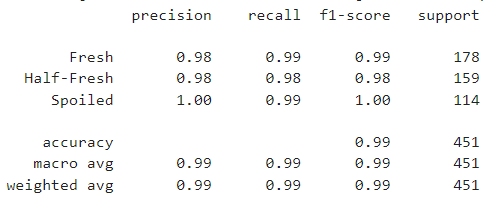 precision recall f1-score support
Fresh 0.98 0.99 0.99 178
Half-Fresh 0.98 0.98 0.98 159
Spoiled 1.00 0.99 1.00 114
accuracy 0.99 451
macro avg 0.99 0.99 0.99 451
weighted avg 0.99 0.99 0.99 451